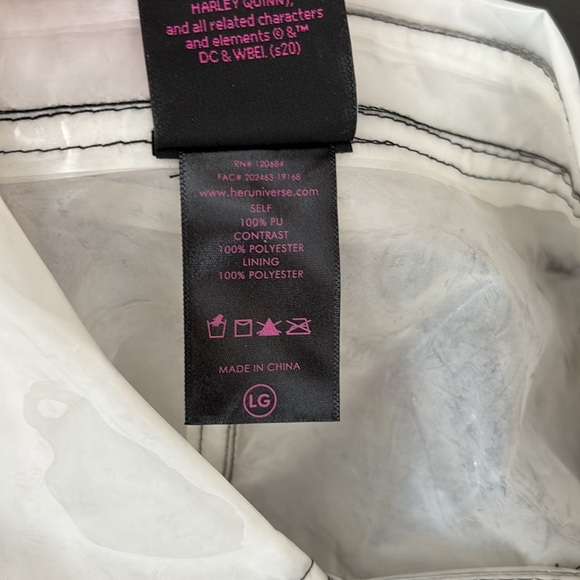 HARLEY QUINN),
and all related characters
and elements © &™
DC & WBEI. (s20)
RN# 120684
FAC# 202463-19168
www.heruniverse.com
SELF
100% PU
CONTRAST
100% POLYESTER
LINING
100% POLYESTER
MADE IN CHINA
LG